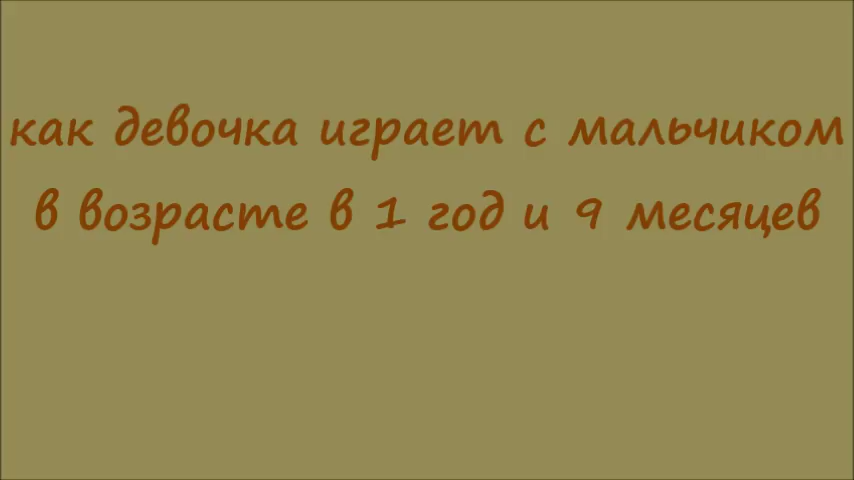 как девочка играет с мальчиком
в возрасте в 1 год и 9 месяцев